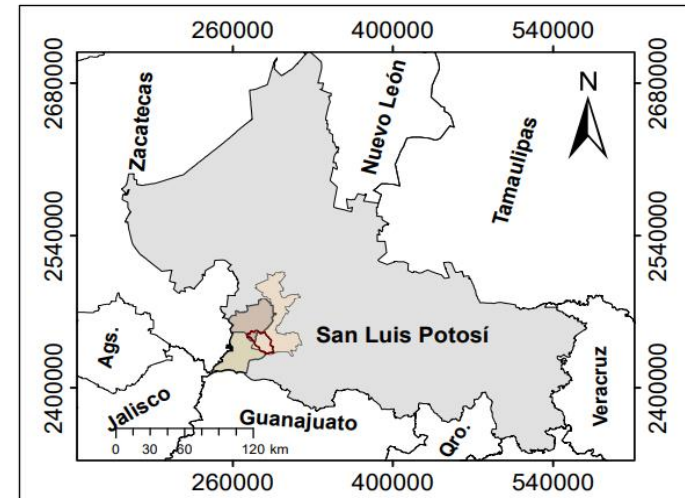 260000 400000 540000
2680000
2680000
Zacatecas
Nuevo León
Tamaulipas
N
2540000
2540000
San Luis Potosí
Ags.
Veracruz
2400000
2400000
Jalisco
Guanajuato
Qro.
0 30 60 120 km
260000 400000 540000